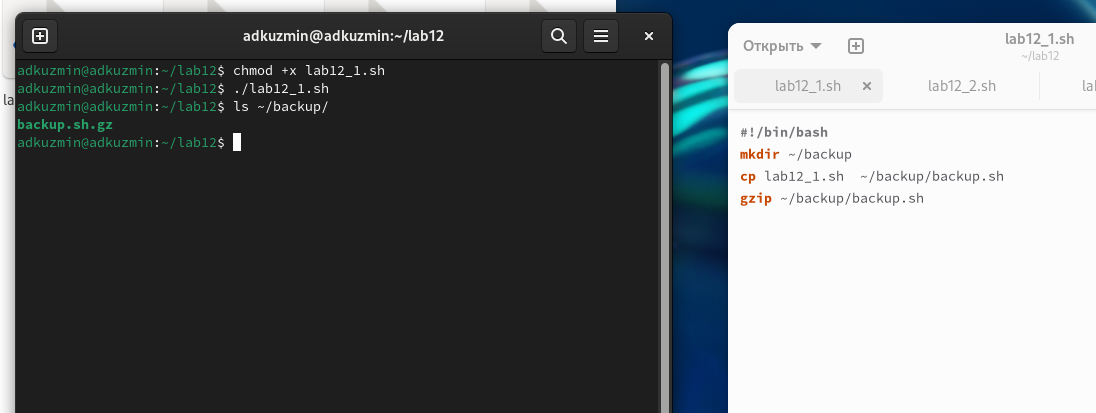 adkuzmin@adkuzmin:~/lab12
adkuzmin@adkuzmin:~/lab12$ chmod +x lab12_1.sh
adkuzmin@adkuzmin:~/lab12$ ./lab12_1.sh
adkuzmin@adkuzmin:~/lab12$ ls ~/backup/
backup.sh.gz
adkuzmin@adkuzmin:~/lab12$
Открыть
lab12_1.sh
~/lab12
lab12_1.sh
lab12_2.sh
#!/bin/bash
mkdir ~/backup
cp lab12_1.sh  ~/backup/backup.sh
gzip ~/backup/backup.sh